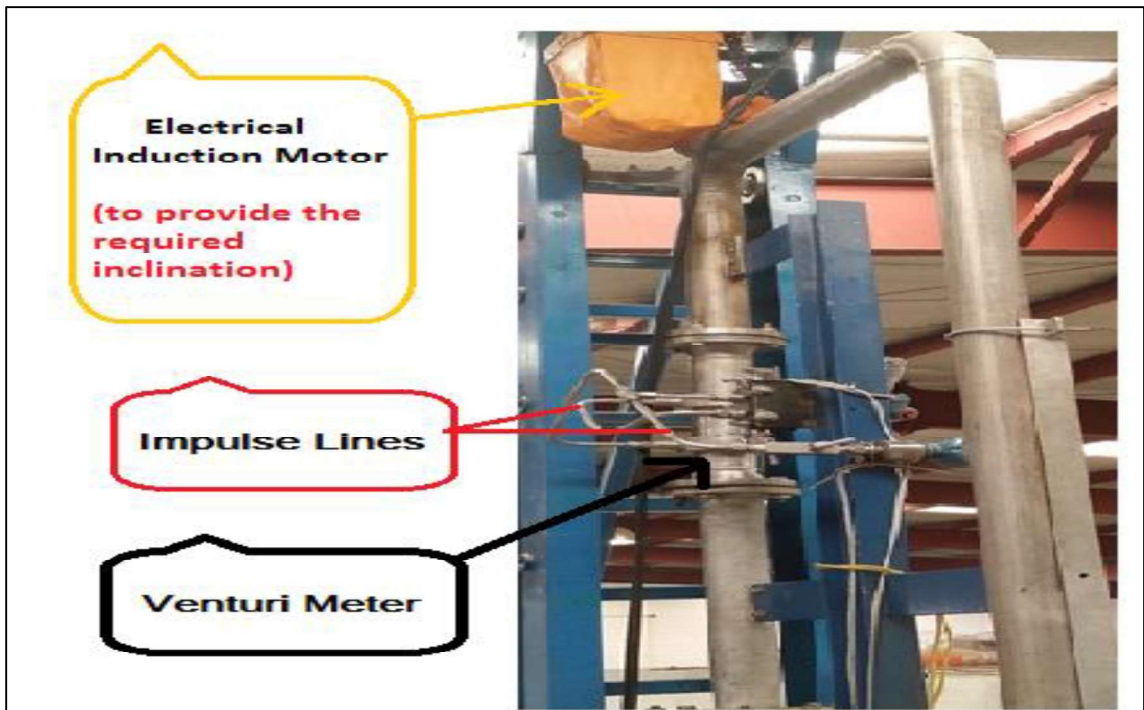 Electrical
Induction Motor
(to provide the
required
inclination)
Impulse Lines
Venturi Meter